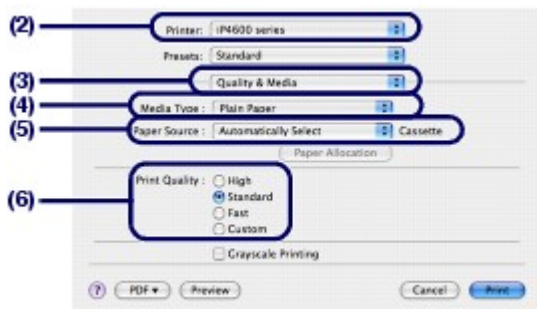 (2) Printer: iP4600 series
Presets: Standard
(3) Quality & Media
(4) Media Type : Plain Paper
(5) Paper Source : Automatically Select Cassette
Paper Allocation
(6) Print Quality : High
Standard
Fast
Custom
Grayscale Printing
? PDF ▾ Preview Cancel Print